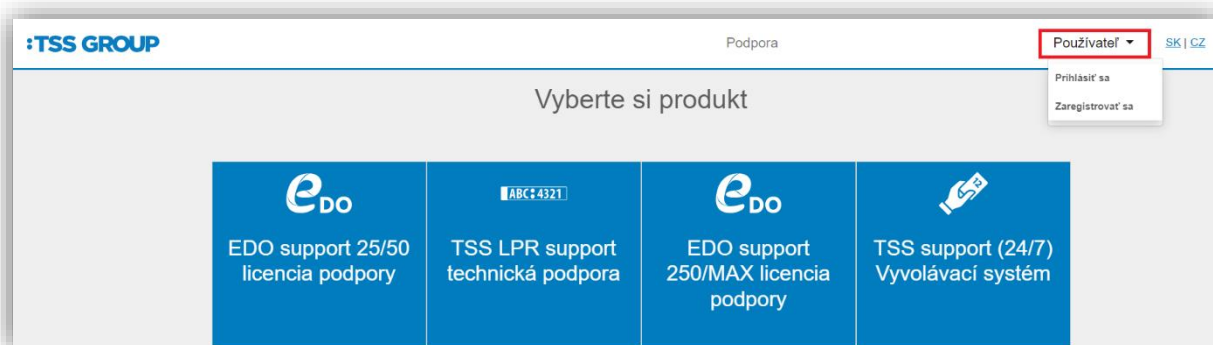 :TSS GROUP
Podpora
Používateľ
SK | CZ
Prihlásiť sa
Zaregistrovať sa
Vyberte si produkt
eDO
EDO support 25/50
licencia podpory
ABC:4321
TSS LPR support
technická podpora
eDO
EDO support
250/MAX licencia
podpory
12
TSS support (24/7)
Vyvolávací systém